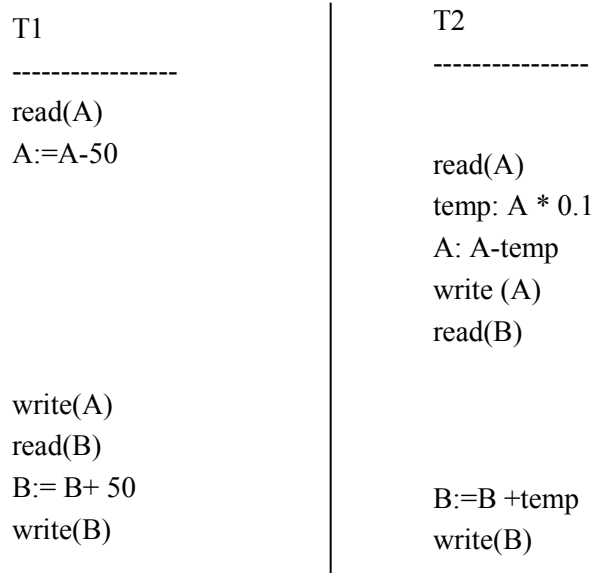 T1
-----------------
read(A)
A:=A-50
write(A)
read(B)
B:= B+ 50
write(B)
T2
----------------
read(A)
temp: A * 0.1
A: A-temp
write (A)
read(B)
B:=B +temp
write(B)